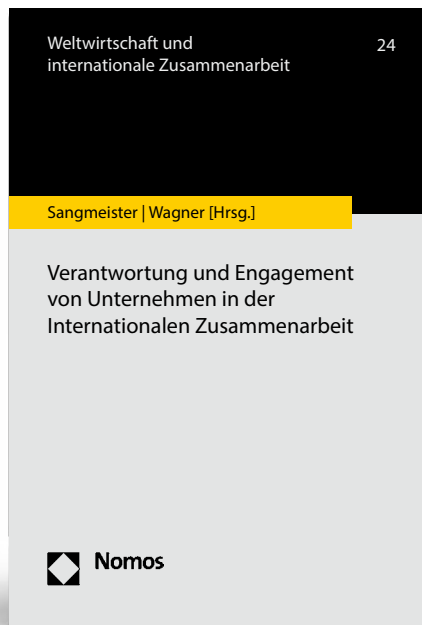 Weltwirtschaft und
internationale Zusammenarbeit
24
Sangmeister | Wagner [Hrsg.]
Verantwortung und Engagement
von Unternehmen in der
Internationalen Zusammenarbeit
Nomos